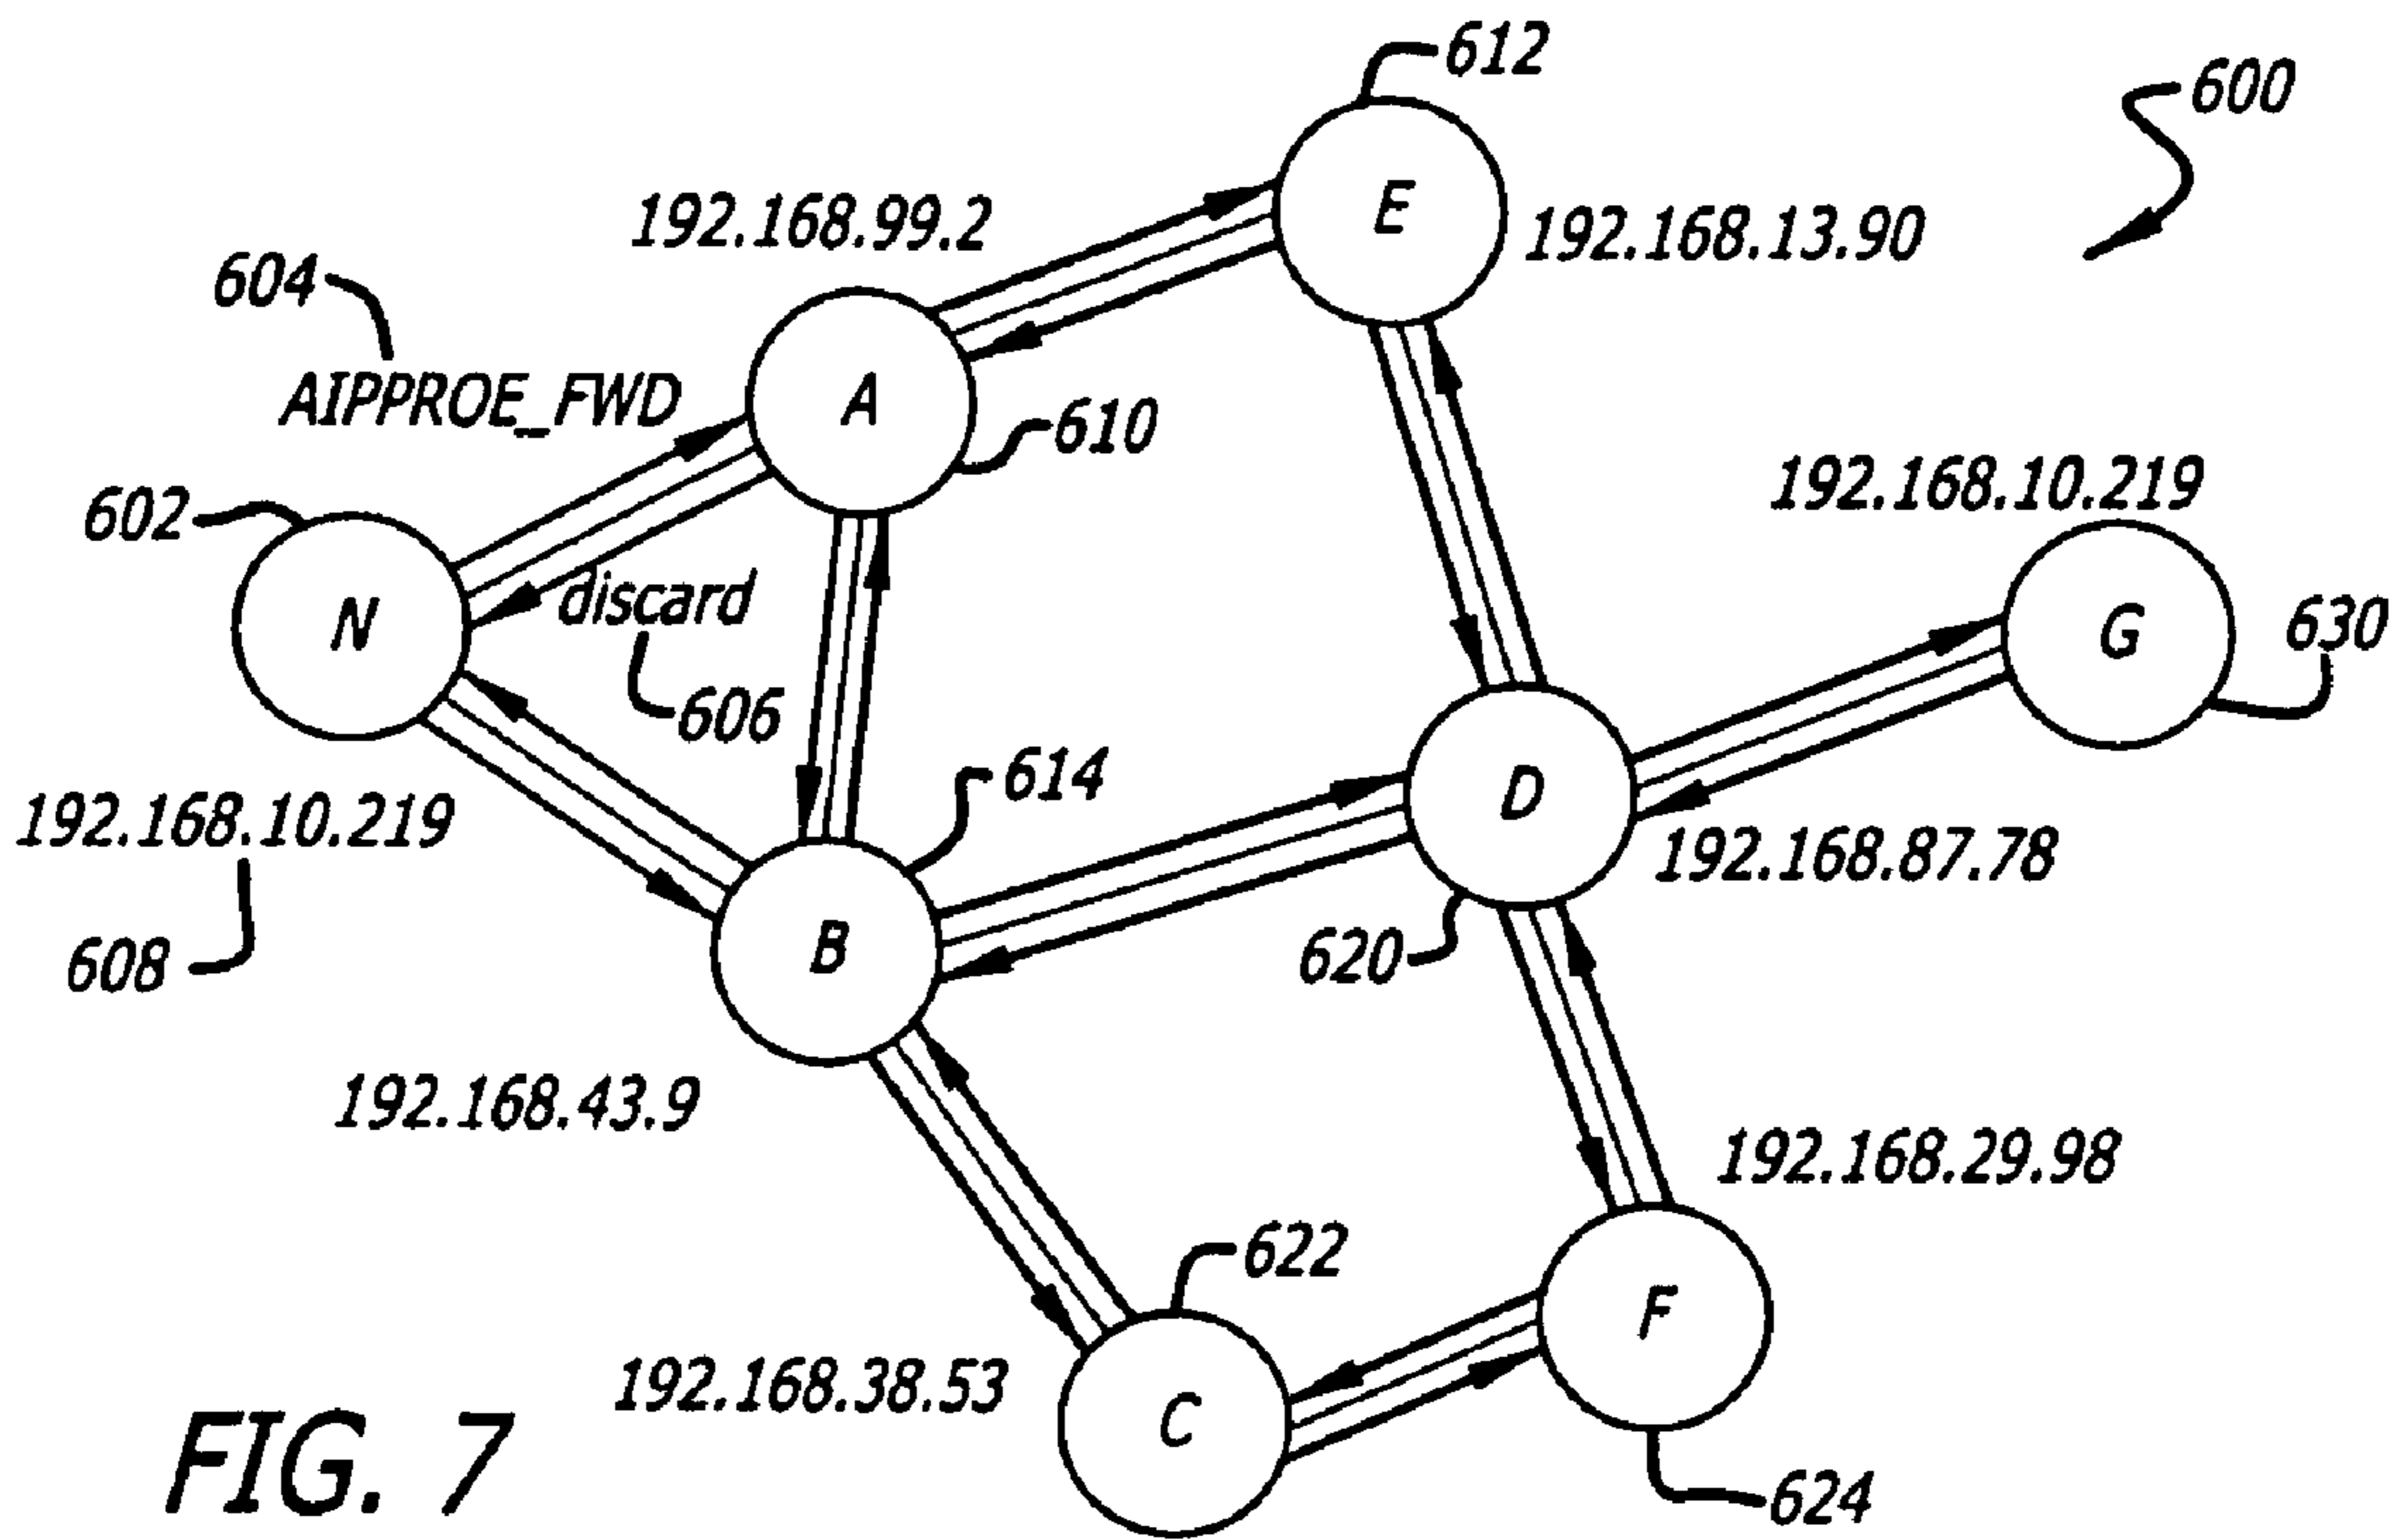 612
600
E
192.168.99.2
192.168.13.90
604
AIPPROE_FWD
A
610
192.168.10.219
602
N
discard
G
630
606
614
D
192.168.10.219
192.168.87.78
608
B
620
192.168.43.9
192.168.29.98
622
F
192.168.38.53
C
FIG. 7
624